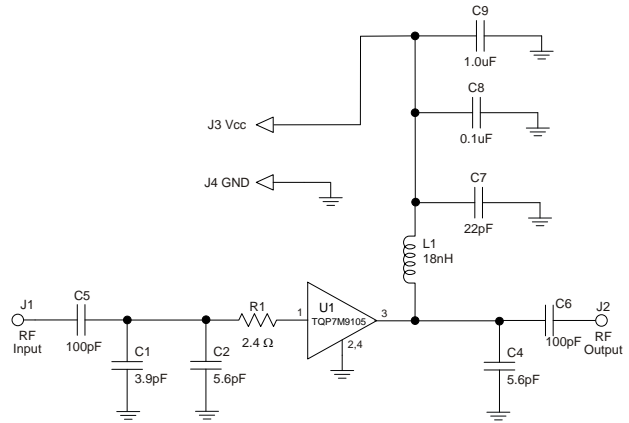 C9
1.0uF
C8
J3 Vcc
0.1uF
C7
J4 GND
22pF
L1
18nH
J1
C5
R1
U1
C6
J2
1
TQP7M9105
3
RF
Input
100pF
C1
3.9pF
C2
5.6pF
2.4 Ω
2,4
C4
5.6pF
100pF
RF
Output